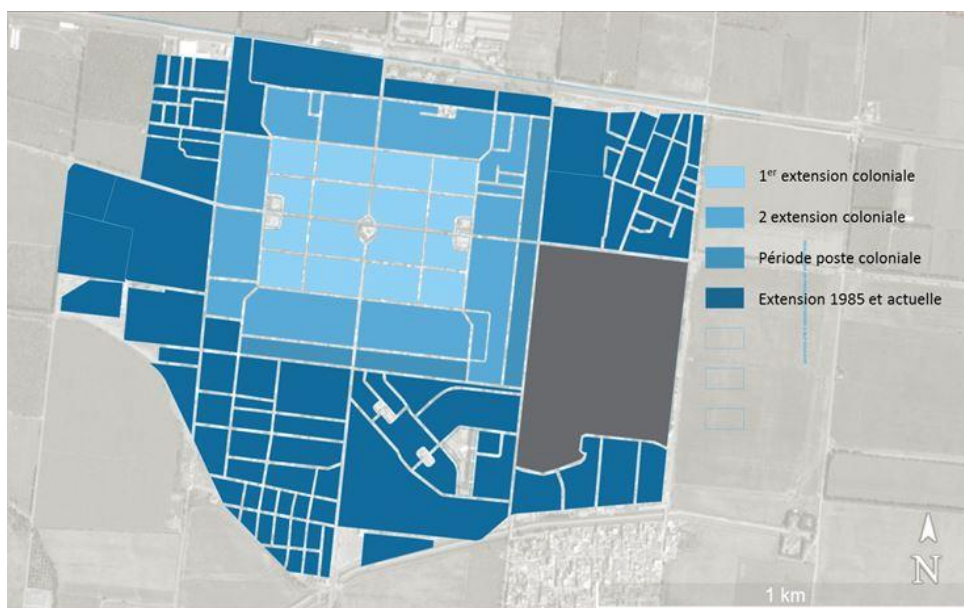 1er extension coloniale
2 extension coloniale
Période poste coloniale
Extension 1985 et actuelle
N
1 km